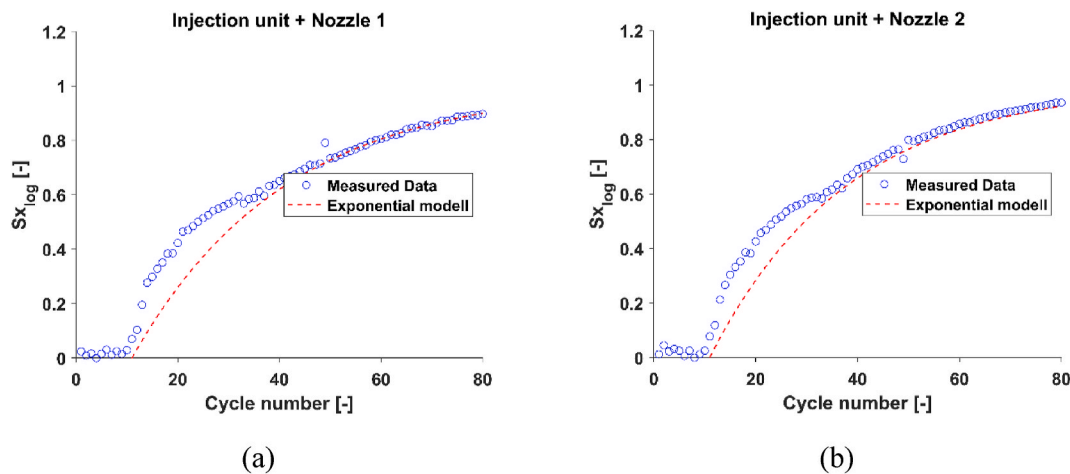 Injection unit + Nozzle 1
1.2
1
0.8
0.6
0.4
0.2
0
Sx_log [-]
Measured Data
Exponential modell
0 20 40 60 80
Cycle number [-]
(a)
Injection unit + Nozzle 2
1.2
1
0.8
0.6
0.4
0.2
0
Sx_log [-]
Measured Data
Exponential modell
0 20 40 60 80
Cycle number [-]
(b)